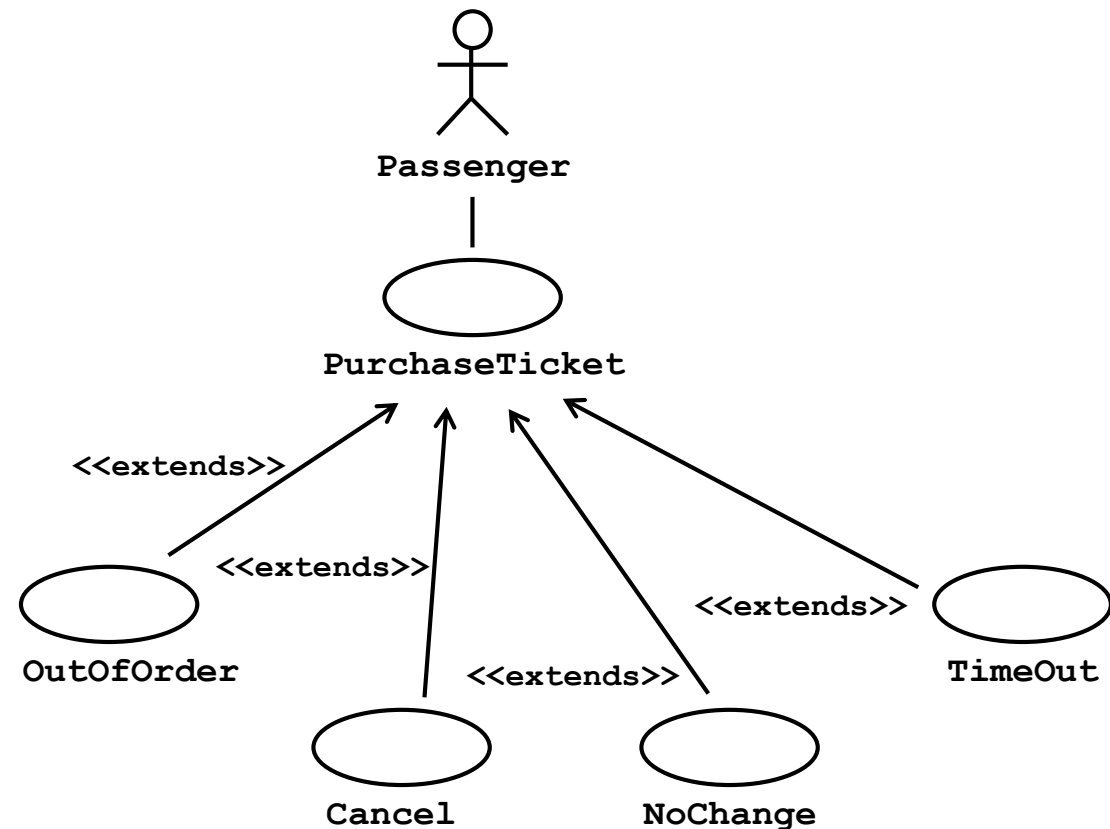 Passenger
PurchaseTicket
<<extends>>
<<extends>>
<<extends>>
<<extends>>
OutOfOrder
TimeOut
Cancel
NoChange